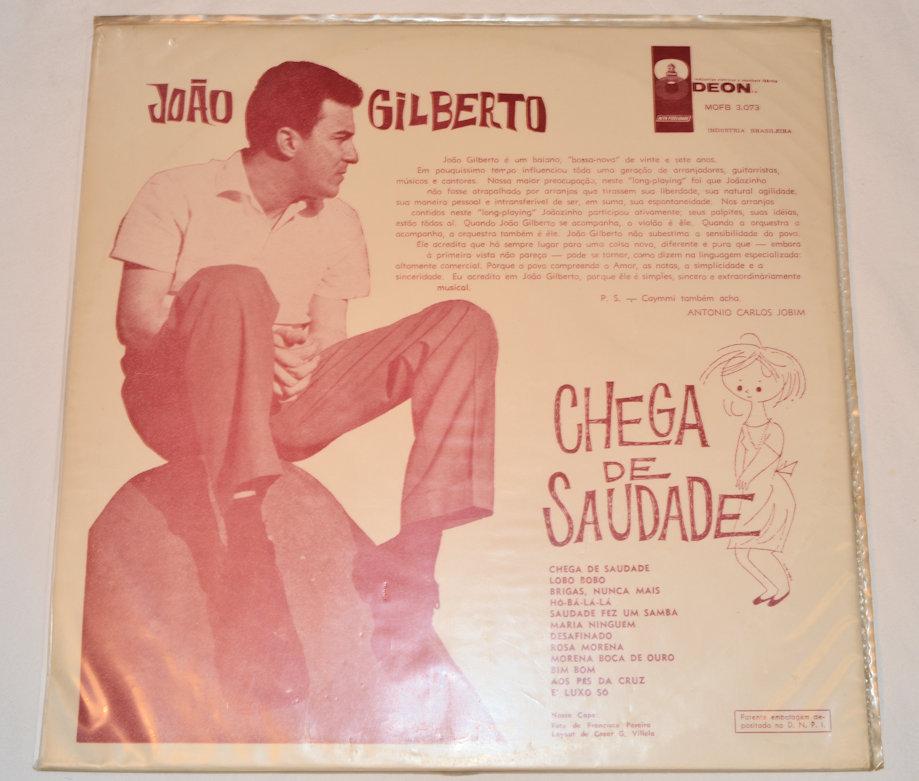 JOÃO GILBERTO
ODEON
MOFB 3.073
ALTA FIDELIDADE
INDÚSTRIA BRASILEIRA
João Gilberto é um baiano, "bossa-nova" de vinte e sete anos.
Em pouquíssimo tempo influenciou tôda uma geração de arranjadores, guitarristas,
músicos e cantores. Nossa maior preocupação, neste "long-playing" foi que Joãozinho
não fosse atrapalhado por arranjos que tirassem sua liberdade, sua natural agilidade,
sua maneira pessoal e intransferível de ser, em suma, sua espontaneidade. Nos arranjos
contidos neste "long-playing" Joãozinho participou ativamente; seus palpites, suas idéias,
estão tôdas aí. Quando João Gilberto se acompanha, o violão é êle. Quando a orquestra o
acompanha, a orquestra também é êle. João Gilberto não subestima a sensibilidade do povo.
Ele acredita que há sempre lugar para uma coisa nova, diferente e pura que — embora
à primeira vista não pareça — pode se tornar, como dizem na linguagem especializada:
altamente comercial. Porque o povo compreende o Amor, as notas, a simplicidade e a
sinceridade. Eu acredito em João Gilberto, porque êle é simples, sincero e extraordinàriamente
musical.
P. S. — Caymmi também acha.
ANTONIO CARLOS JOBIM
CHEGA
DE
SAUDADE
CHEGA DE SAUDADE
LOBO BOBO
BRIGAS, NUNCA MAIS
HÓ-BÁ-LÁ-LÁ
SAUDADE FEZ UM SAMBA
MARIA NINGUEM
DESAFINADO
ROSA MORENA
MORENA BOCA DE OURO
BIM BOM
AOS PÉS DA CRUZ
E' LUXO SÓ
Nossa Capa:
Foto de Francisco Pereira
Layout de Cesar G. Villela
Patente embalagem de-
positada no D. N. P. I.